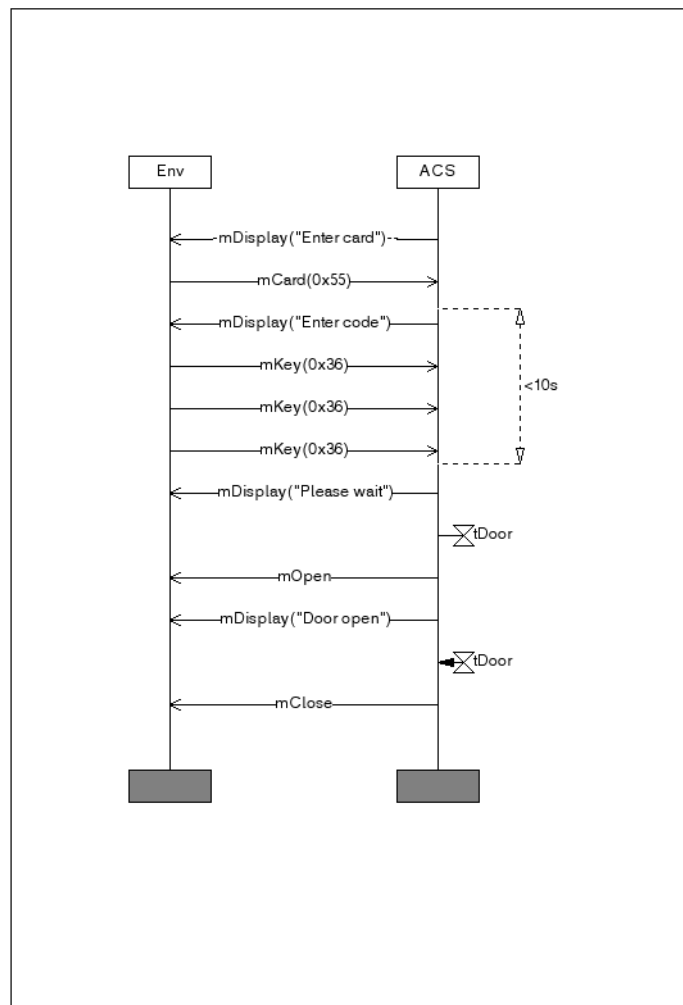 Env
ACS
mDisplay("Enter card")
mCard(0x55)
mDisplay("Enter code")
mKey(0x36)
<10s
mKey(0x36)
mKey(0x36)
mDisplay("Please wait")
tDoor
mOpen
mDisplay("Door open")
tDoor
mClose